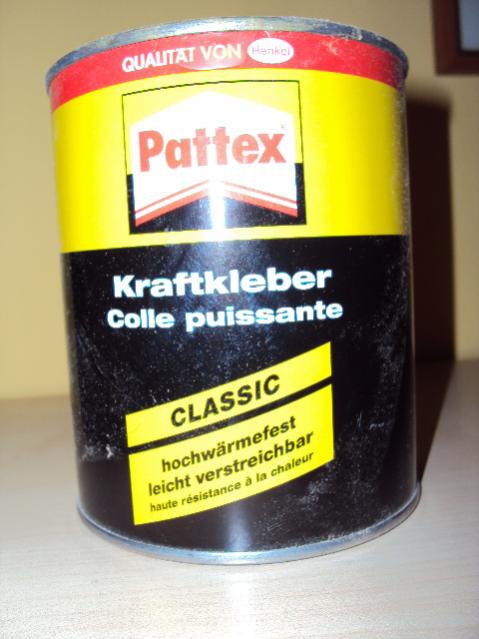 QUALITÄT VON Henkel
Pattex
Kraftkleber
Colle puissante
CLASSIC
hochwärmefest
leicht verstreichbar
haute résistance à la chaleur